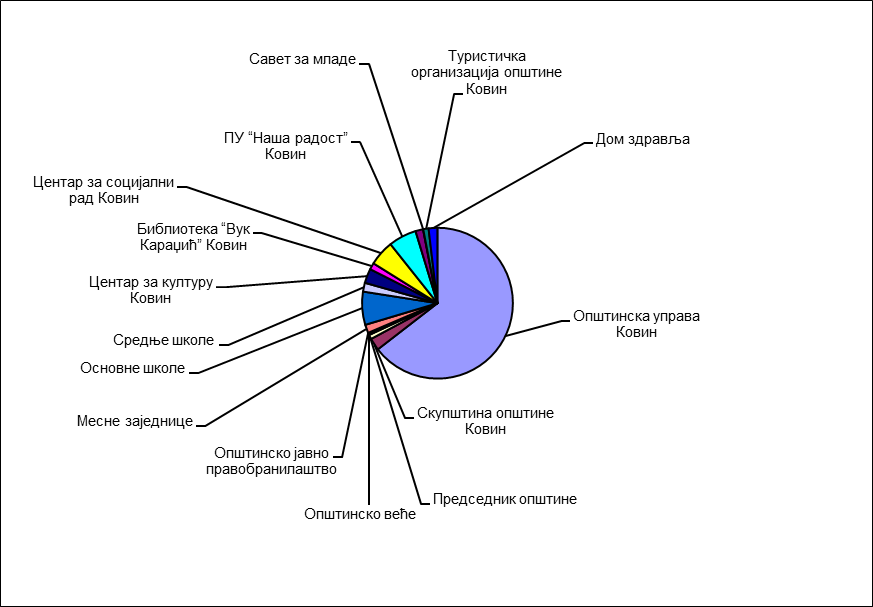 Савет за младе
Туристичка
организација општине
Ковин
ПУ “Наша радост”
Ковин
Дом здравља
Центар за социјални
рад Ковин
Библиотека “Вук
Караџић” Ковин
Центар за културу
Ковин
Општинска управа
Ковин
Средње школе
Основне школе
Месне заједнице
Скупштина општине
Ковин
Општинско јавно
правобранилаштво
Председник општине
Општинско веће